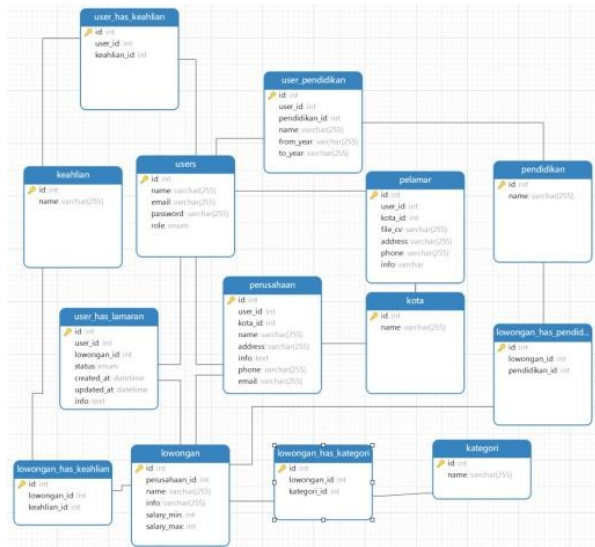 user_has_keahlian
id: int
user_id: int
keahlian_id: int
user_pendidikan
id: int
user_id: int
pendidikan_id: int
name: varchar(255)
from_year: varchar(255)
to_year: varchar(255)
keahlian
id: int
name: varchar(255)
users
id: int
name: varchar(255)
email: varchar(255)
password: varchar(255)
role: enum
pelamar
id: int
user_id: int
kota_id: int
file_cv: varchar(255)
address: varchar(255)
phone: varchar(255)
info: varchar
pendidikan
id: int
name: varchar(255)
perusahaan
id: int
user_id: int
kota_id: int
name: varchar(255)
address: varchar(255)
info: text
phone: varchar(255)
email: varchar(255)
kota
id: int
name: varchar(255)
user_has_lamaran
id: int
user_id: int
lowongan_id: int
status: enum
created_at: datetime
updated_at: datetime
info: text
lowongan_has_pendid...
id: int
lowongan_id: int
pendidikan_id: int
lowongan_has_keahlian
id: int
lowongan_id: int
keahlian_id: int
lowongan
id: int
perusahaan_id: int
name: varchar(255)
info: varchar(255)
salary_min: int
salary_max: int
lowongan_has_kategori
id: int
lowongan_id: int
kategori_id: int
kategori
id: int
name: varchar(255)